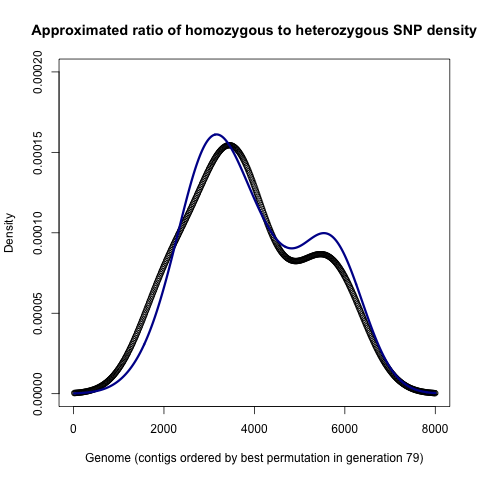 Approximated ratio of homozygous to heterozygous SNP density
0.00020
0.00015
0.00010
0.00005
0.00000
Density
0 2000 4000 6000 8000
Genome (contigs ordered by best permutation in generation 79)